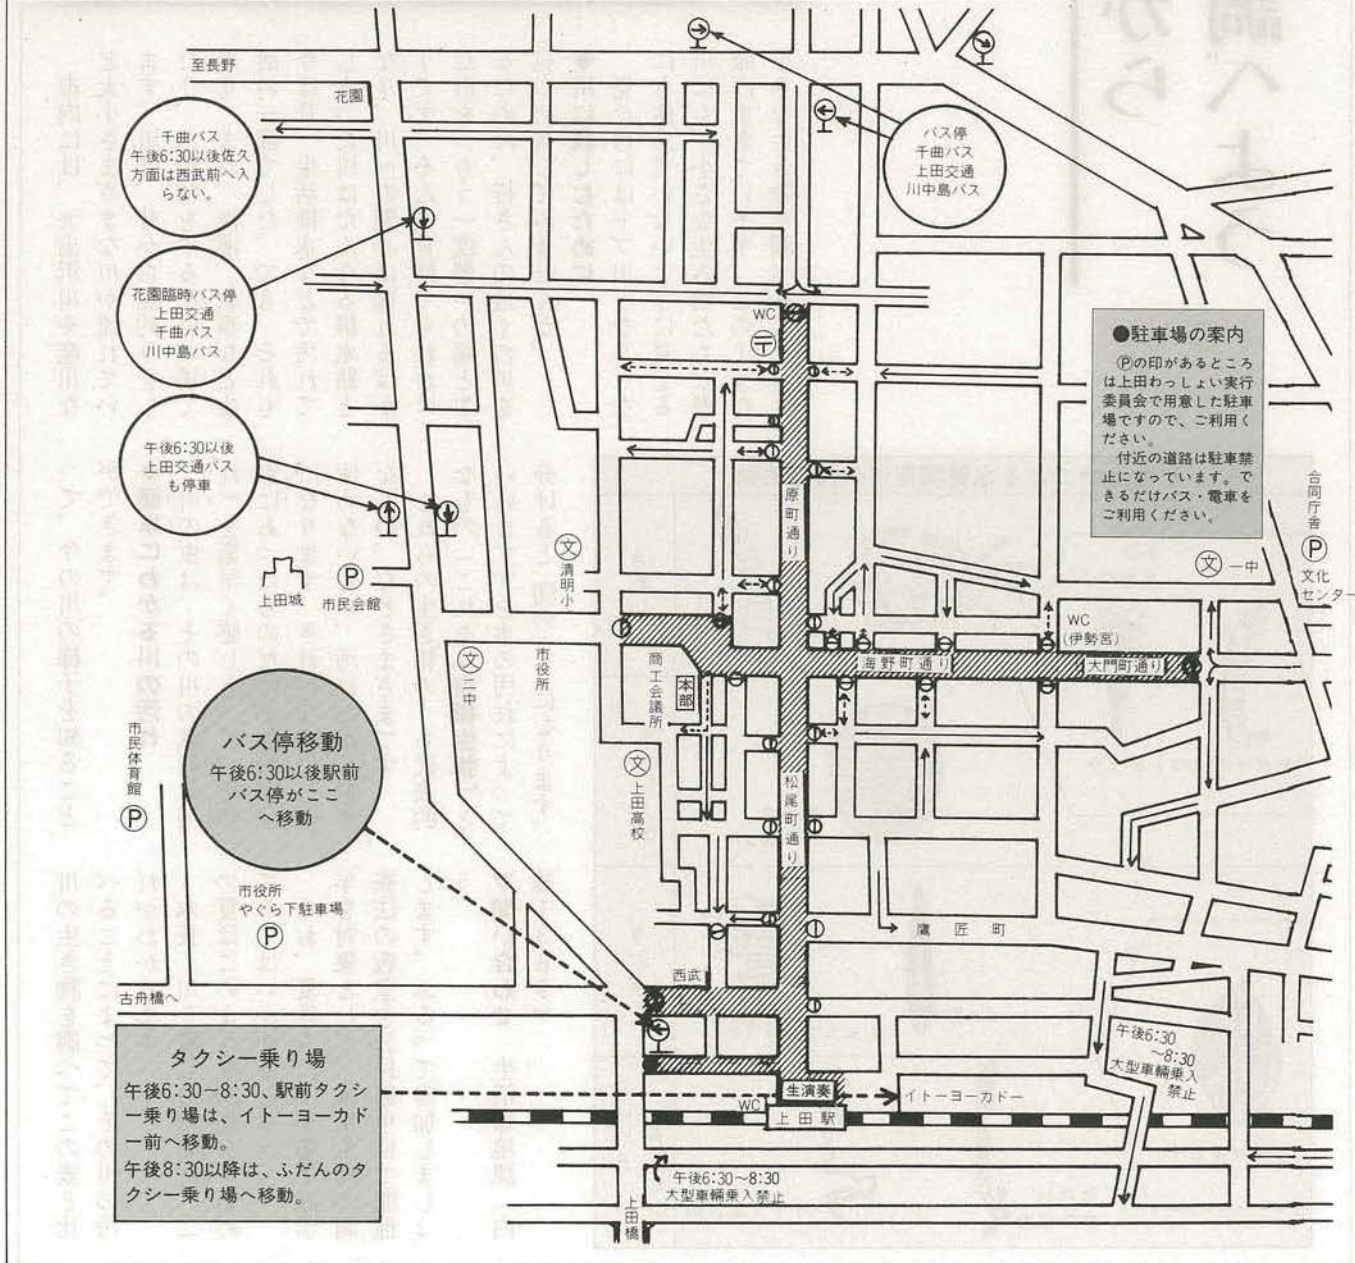 至長野
花園
千曲バス
午後6:30以後佐久
方面は西武前へ入
らない。
花園臨時バス停
上田交通
千曲バス
川中島バス
午後6:30以後
上田交通バス
も停車
バス停
千曲バス
上田交通
川中島バス
●駐車場の案内
Ⓟの印があるところ
は上田わっしょい実行
委員会で用意した駐車
場ですので、ご利用く
ださい。
付近の道路は駐車禁
止になっています。で
きるだけバス・電車を
ご利用ください。
合同庁舎
Ⓟ
文化
センター
文 一中
WC
〒
原町通り
上田城
Ⓟ
市民会館
文 清明小
文 二中
市役所
商工会議所
本部
海野町通り
WC
(伊勢宮)
大門町通り
文 上田高校
松尾町通り
市民体育館
Ⓟ
バス停移動
午後6:30以後駅前
バス停がここ
へ移動
市役所
やぐら下駐車場
Ⓟ
鷹匠町
西武
古舟橋へ
タクシー乗り場
午後6:30~8:30、駅前タクシ
ー乗り場は、イトーヨーカド
ー前へ移動。
午後8:30以降は、ふだんのタ
クシー乗り場へ移動。
生演奏
WC
上田駅
イトーヨーカドー
午後6:30
~8:30
大型車輛乗入
禁止
午後6:30~8:30
大型車輛乗入禁止
上田橋